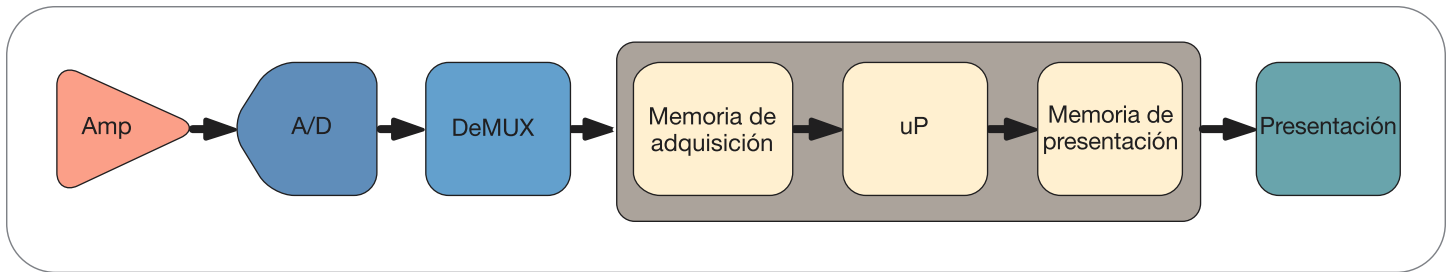 Amp
A/D
DeMUX
Memoria de
adquisición
uP
Memoria de
presentación
Presentación